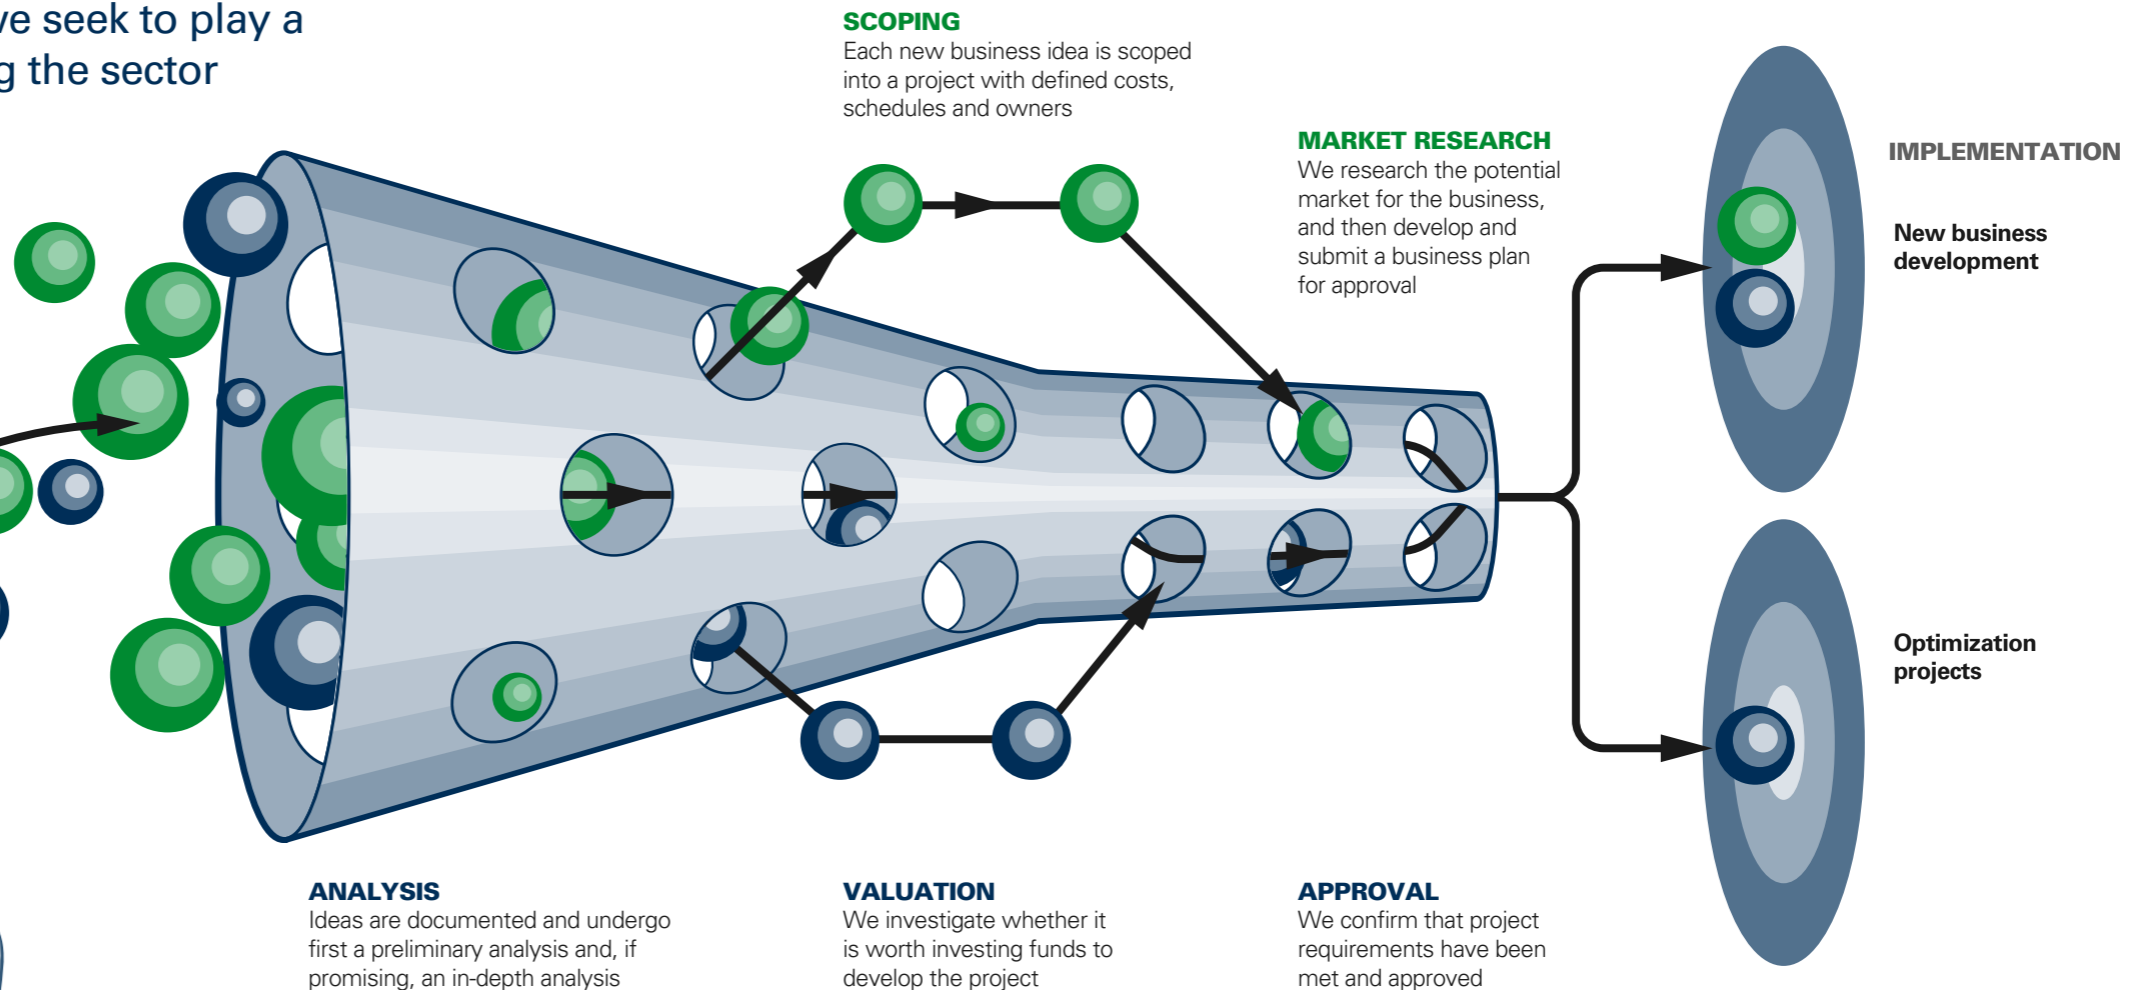 ve seek to play a
g the sector
SCOPING
Each new business idea is scoped
into a project with defined costs,
schedules and owners
MARKET RESEARCH
We research the potential
market for the business,
and then develop and
submit a business plan
for approval
IMPLEMENTATION
New business
development
Optimization
projects
ANALYSIS
Ideas are documented and undergo
first a preliminary analysis and, if
promising, an in-depth analysis
VALUATION
We investigate whether it
is worth investing funds to
develop the project
APPROVAL
We confirm that project
requirements have been
met and approved